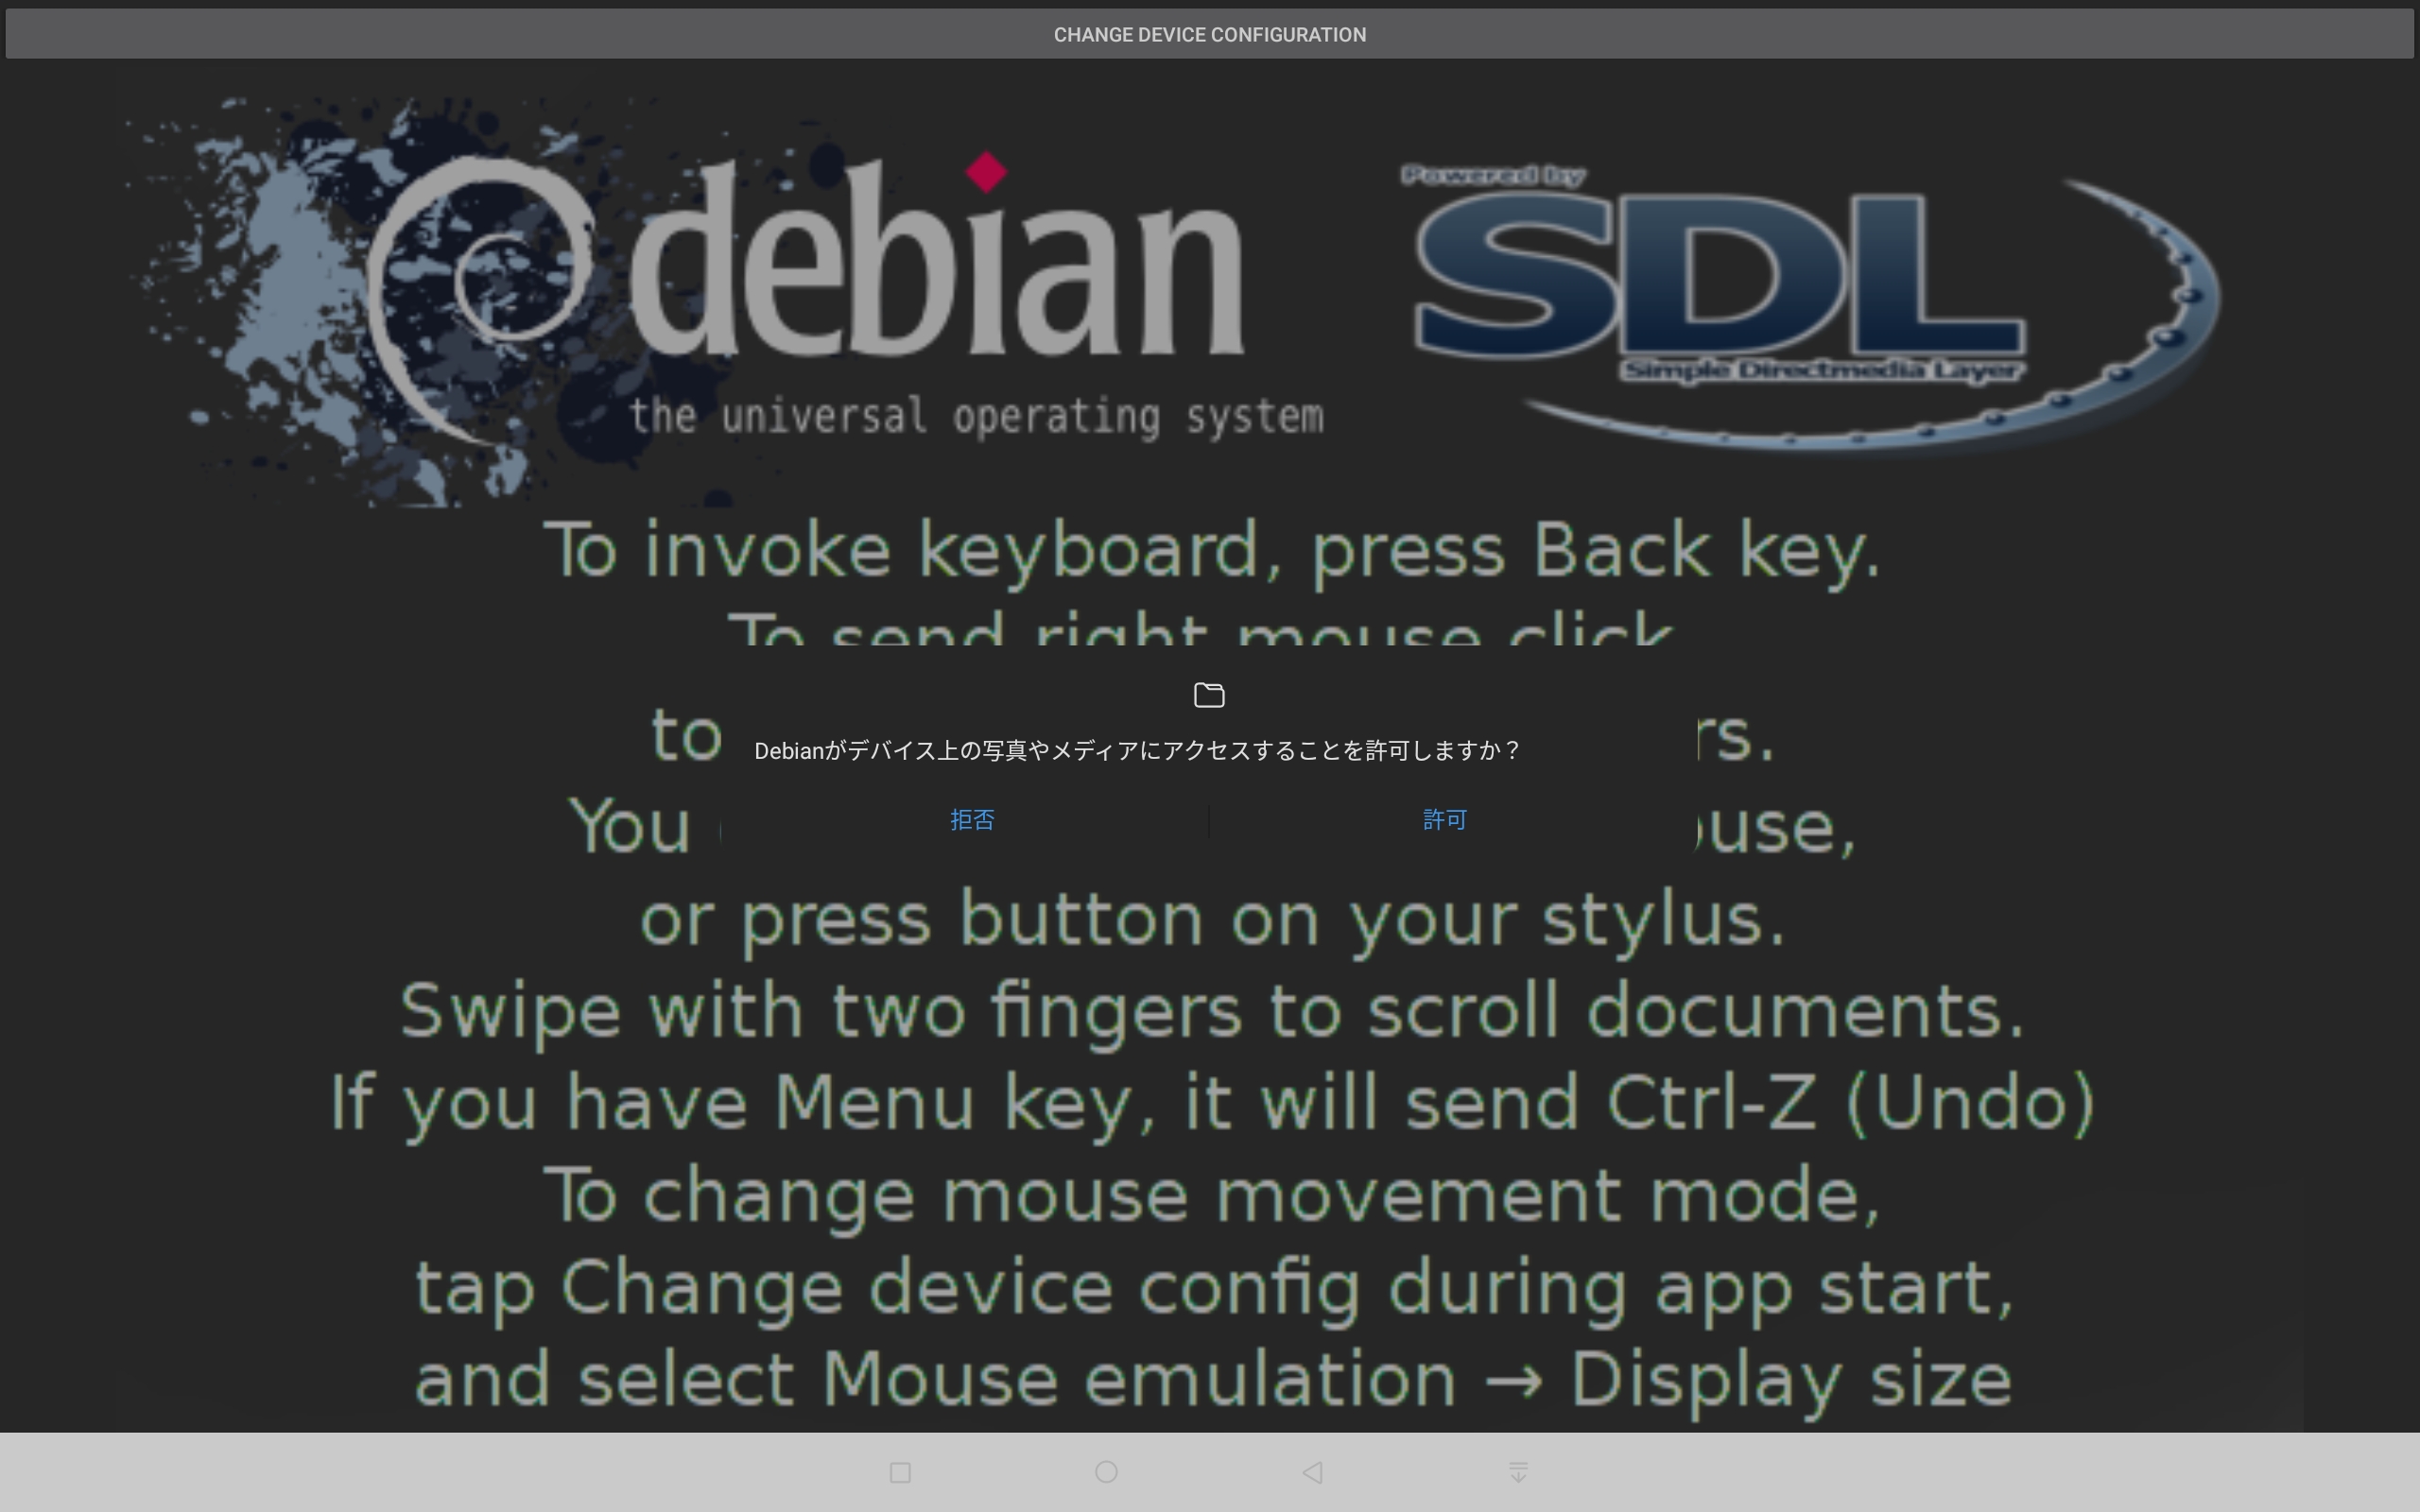 CHANGE DEVICE CONFIGURATION
debian
the universal operating system
Powered by
SDL
Simple Directmedia Layer
To invoke keyboard, press Back key.
To send right mouse click
to
rs.
Debianがデバイス上の写真やメディアにアクセスすることを許可しますか？
拒否
許可
You
use,
or press button on your stylus.
Swipe with two fingers to scroll documents.
If you have Menu key, it will send Ctrl-Z (Undo)
To change mouse movement mode,
tap Change device config during app start,
and select Mouse emulation → Display size